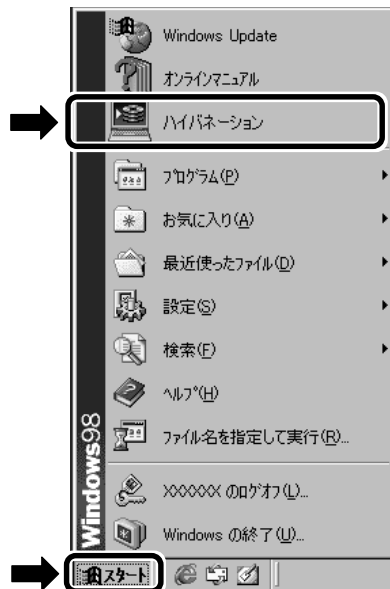 Windows Update
オンラインマニュアル
ハイバネーション
プログラム(P)
お気に入り(A)
最近使ったファイル(D)
設定(S)
検索(F)
ヘルプ(H)
ファイル名を指定して実行(R)...
XXXXXX のログオフ(L)...
Windows の終了(U)...
Windows98
スタート